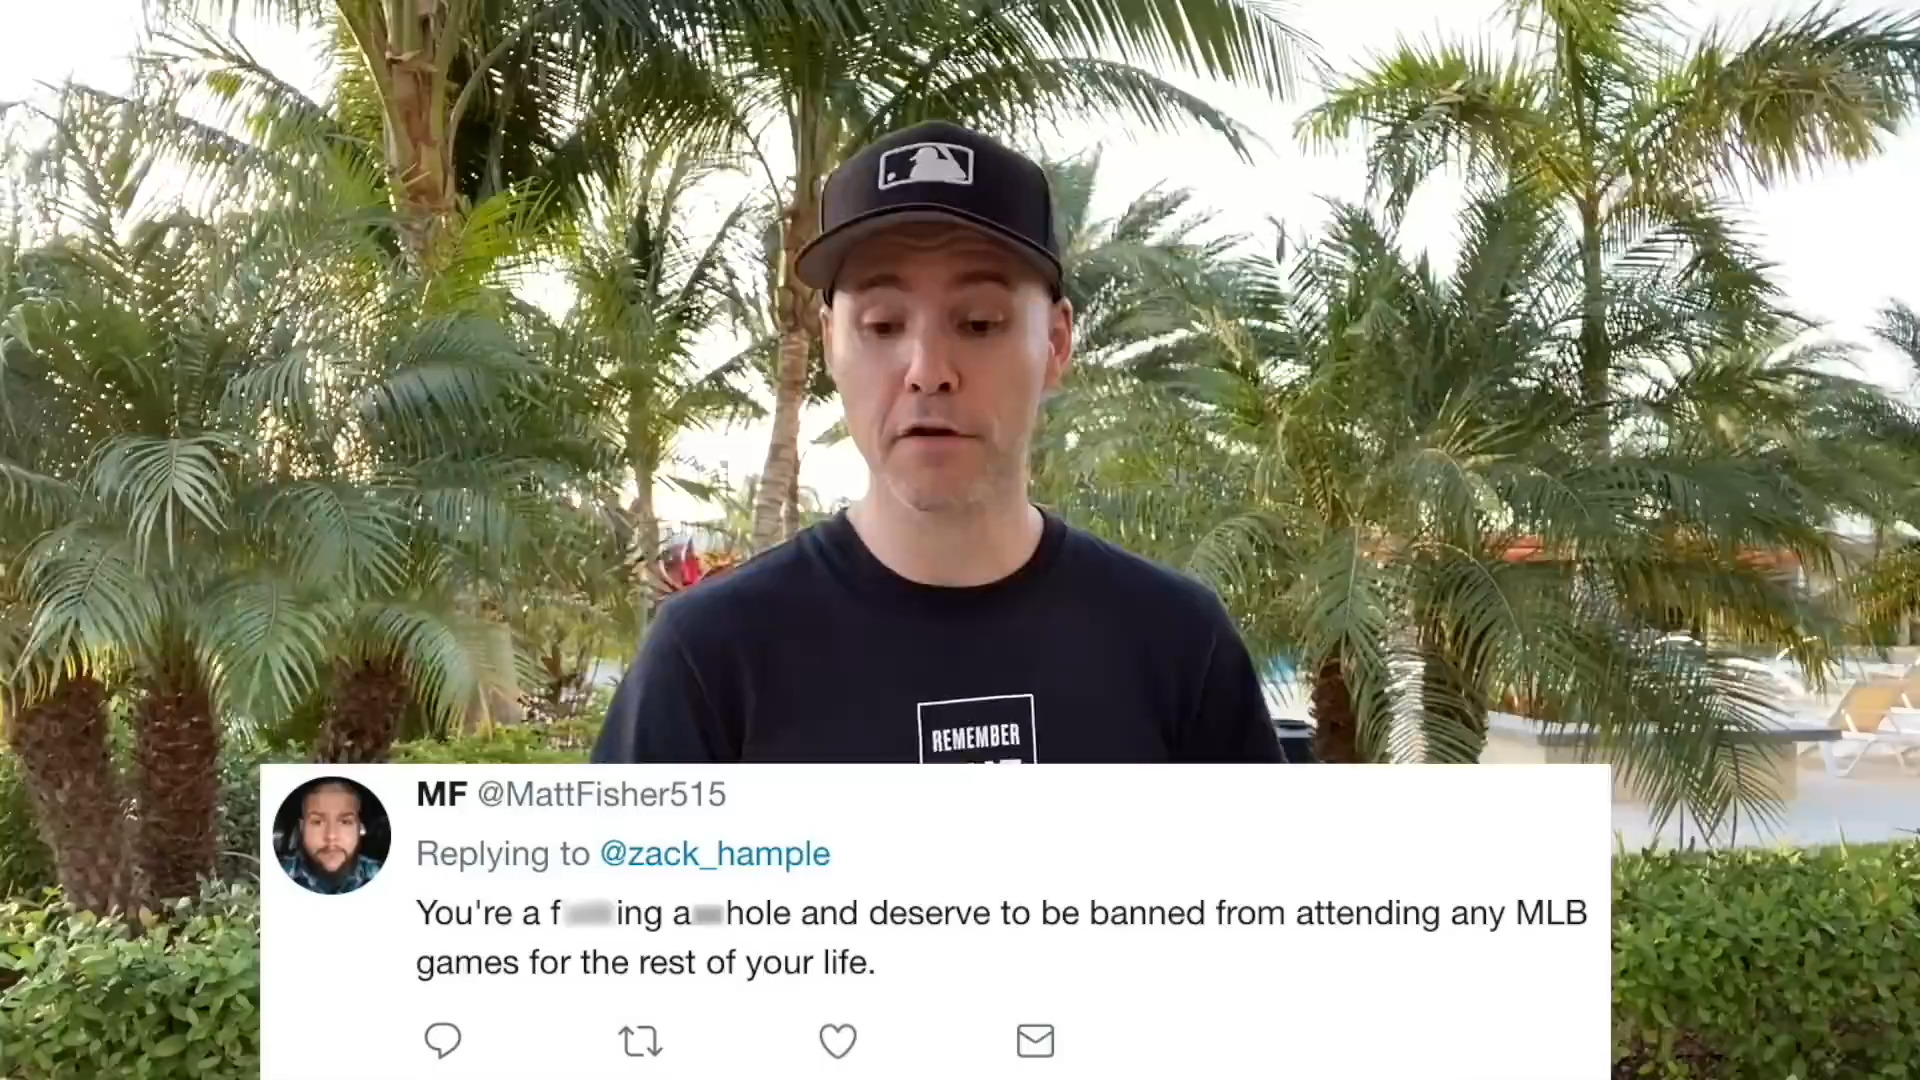 REMEMBER
MF @MattFisher515
Replying to @zack_hample
You're a f ing a hole and deserve to be banned from attending any MLB
games for the rest of your life.